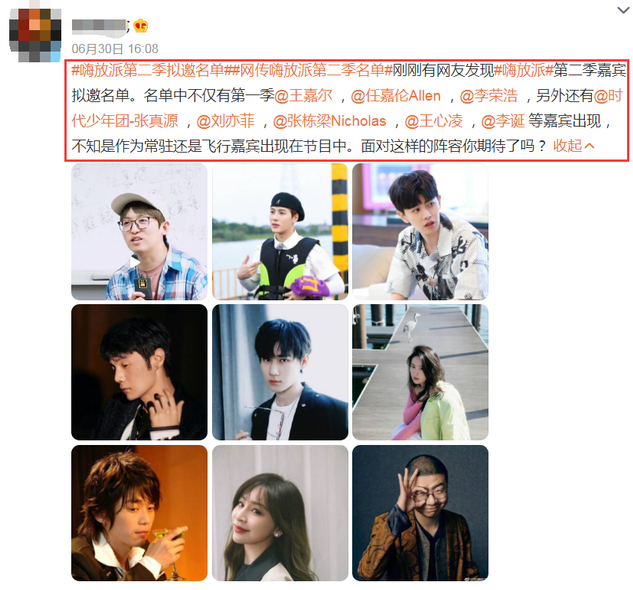 06月30日 16:08
#嗨放派第二季拟邀名单##网传嗨放派第二季名单#刚刚有网友发现#嗨放派#第二季嘉宾
拟邀名单。名单中不仅有第一季@王嘉尔 ，@任嘉伦Allen ，@李荣浩 ，另外还有@时
代少年团-张真源 ，@刘亦菲 ，@张栋梁Nicholas ，@王心凌 ，@李诞 等嘉宾出现，
不知是作为常驻还是飞行嘉宾出现在节目中。面对这样的阵容你期待了吗？ 收起